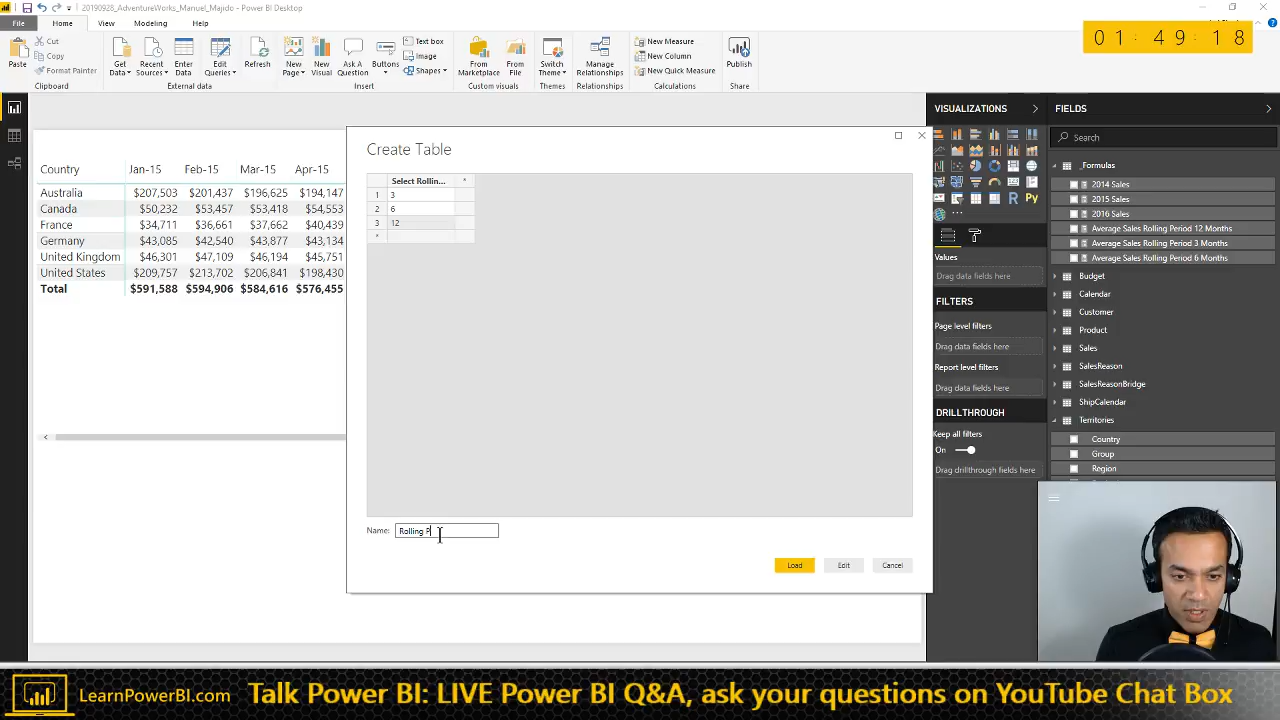 20190928_AdventureWorks_Manuel_Majido - Power BI Desktop
File Home View Modeling Help
01:49:18
Paste
Cut
Copy
Format Painter
Get Data
Recent Sources
Enter Data
Edit Queries
Refresh
New Page
New Visual
Ask A Question
Buttons
Text box
Image
Shapes
From Marketplace
From File
Switch Theme
Manage Relationships
New Measure
New Column
New Quick Measure
Publish
Clipboard External data Insert Custom visuals Themes Relationships Calculations Share
Country Jan-15 Feb-15 Mar-15 Apr-15
Australia $207,503 $201,437 $196,625 $194,147
Canada $50,232 $53,457 $53,418 $54,553
France $34,711 $36,661 $37,779 $40,439
Germany $43,085 $42,540 $43,877 $43,134
United Kingdom $46,301 $47,109 $46,194 $45,751
United States $209,757 $213,702 $206,841 $198,430
Total $591,588 $594,906 $584,616 $576,455
Create Table
Select Rollin... *
1 3
2 6
3 12
*
Name: Rolling P
Load Edit Cancel
VISUALIZATIONS
R Py
Values
Drag data fields here
FILTERS
Page level filters
Drag data fields here
Report level filters
Drag data fields here
DRILLTHROUGH
Keep all filters
On
Drag drillthrough fields here
FIELDS
Search
_Formulas
2014 Sales
2015 Sales
2016 Sales
Average Sales Rolling Period 12 Months
Average Sales Rolling Period 3 Months
Average Sales Rolling Period 6 Months
Budget
Calendar
Customer
Product
Sales
SalesReason
SalesReasonBridge
ShipCalendar
Territories
Country
Group
Region
LearnPowerBI.com
Talk Power BI: LIVE Power BI Q&A, ask your questions on YouTube Chat Box